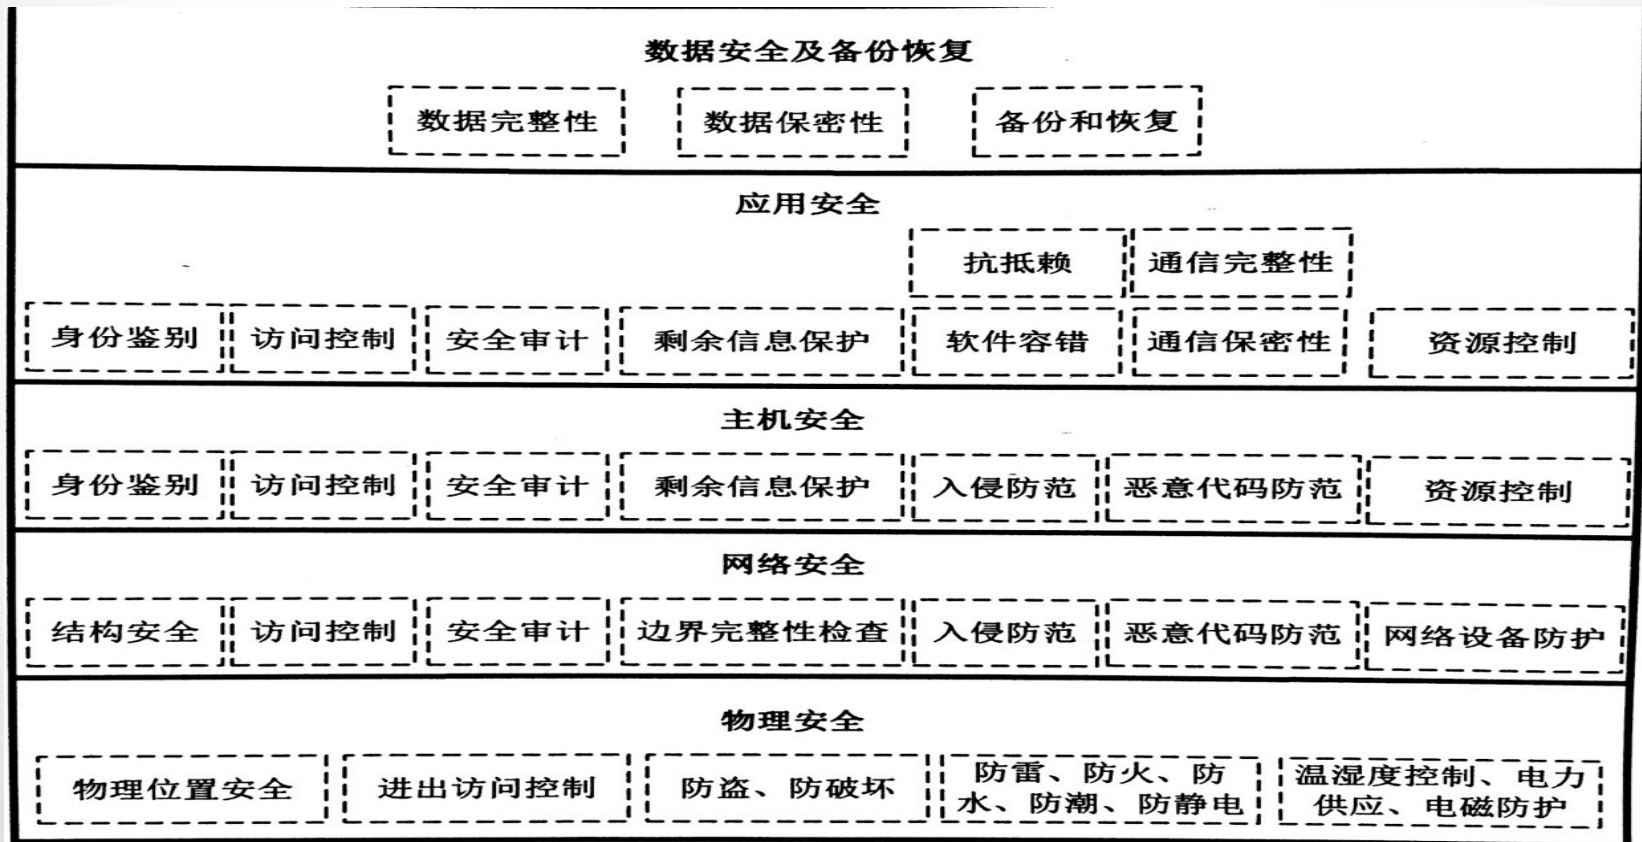 数据安全及备份恢复
数据完整性 数据保密性 备份和恢复
应用安全
抗抵赖 通信完整性
身份鉴别 访问控制 安全审计 剩余信息保护 软件容错 通信保密性 资源控制
主机安全
身份鉴别 访问控制 安全审计 剩余信息保护 入侵防范 恶意代码防范 资源控制
网络安全
结构安全 访问控制 安全审计 边界完整性检查 入侵防范 恶意代码防范 网络设备防护
物理安全
物理位置安全 进出访问控制 防盗、防破坏 防雷、防火、防 温湿度控制、电力
水、防潮、防静电 供应、电磁防护